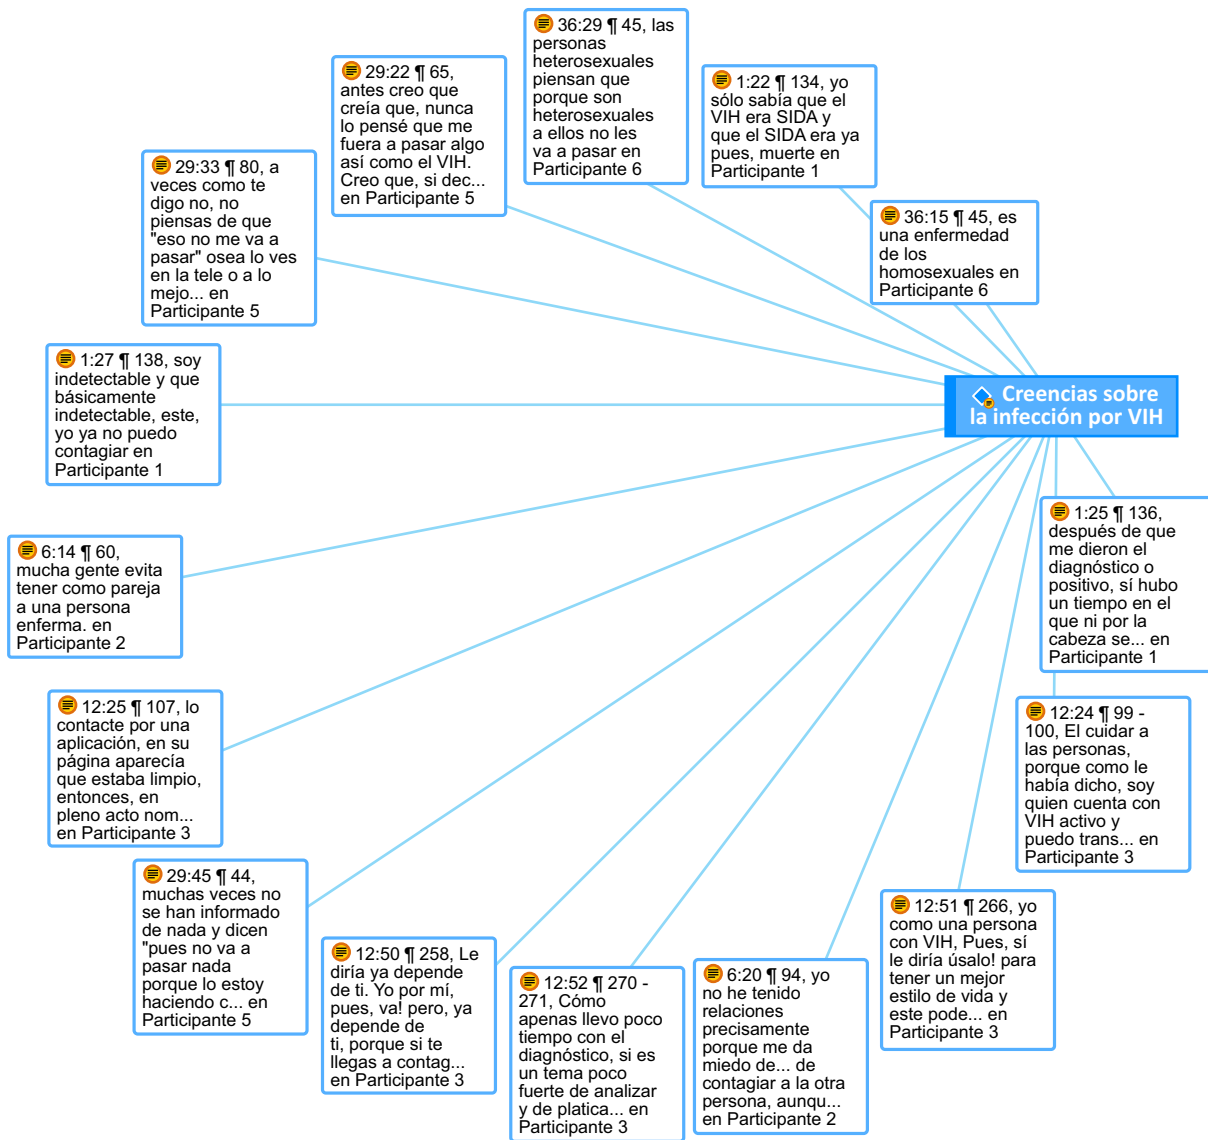 36:29 ¶ 45, las
personas
heterosexuales
piensan que
porque son
heterosexuales
a ellos no les
va a pasar en
Participante 6
29:22 ¶ 65,
antes creo que
creía que, nunca
lo pensé que me
fuera a pasar algo
así como el VIH.
Creo que, si dec...
en Participante 5
1:22 ¶ 134, yo
sólo sabía que el
VIH era SIDA y
que el SIDA era ya
pues, muerte en
Participante 1
29:33 ¶ 80, a
veces como te
digo no, no
piensas de que
"eso no me va a
pasar" osea lo ves
en la tele o a lo
mejo... en
Participante 5
36:15 ¶ 45, es
una enfermedad
de los
homosexuales en
Participante 6
1:27 ¶ 138, soy
indetectable y que
básicamente
indetectable, este,
yo ya no puedo
contagiar en
Participante 1
Creencias sobre
la infección por VIH
6:14 ¶ 60,
mucha gente evita
tener como pareja
a una persona
enferma. en
Participante 2
1:25 ¶ 136,
después de que
me dieron el
diagnóstico o
positivo, sí hubo
un tiempo en el
que ni por la
cabeza se... en
Participante 1
12:25 ¶ 107, lo
contacte por una
aplicación, en su
página aparecía
que estaba limpio,
entonces, en
pleno acto nom...
en Participante 3
12:24 ¶ 99 -
100, El cuidar a
las personas,
porque como le
había dicho, soy
quien cuenta con
VIH activo y
puedo trans... en
Participante 3
29:45 ¶ 44,
muchas veces no
se han informado
de nada y dicen
"pues no va a
pasar nada
porque lo estoy
haciendo c... en
Participante 5
12:50 ¶ 258, Le
diría ya depende
de ti. Yo por mí,
pues, va! pero, ya
depende de
ti, porque si te
llegas a contag...
en Participante 3
12:52 ¶ 270 -
271, Cómo
apenas llevo poco
tiempo con el
diagnóstico, si es
un tema poco
fuerte de analizar
y de platica... en
Participante 3
6:20 ¶ 94, yo
no he tenido
relaciones
precisamente
porque me da
miedo de... de
contagiar a la otra
persona, aunqu...
en Participante 2
12:51 ¶ 266, yo
como una persona
con VIH, Pues, sí
le diría úsalo! para
tener un mejor
estilo de vida y
este pode... en
Participante 3